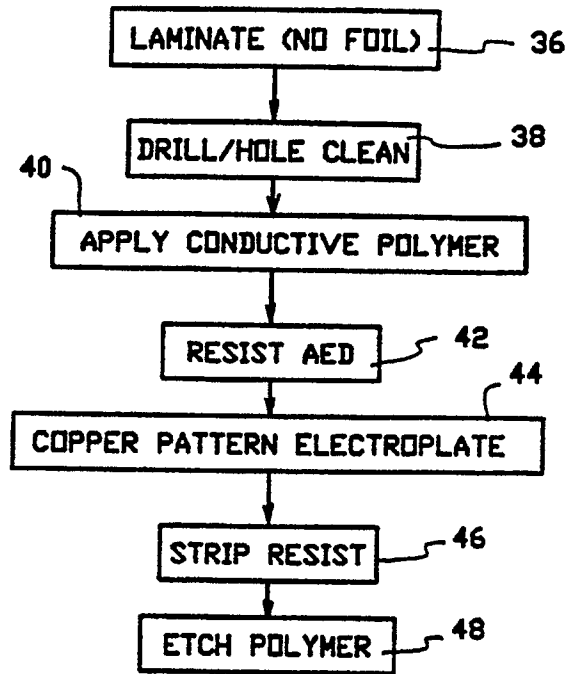 LAMINATE (NO FOIL)
36
DRILL/HOLE CLEAN
38
40
APPLY CONDUCTIVE POLYMER
RESIST AED
42
44
COPPER PATTERN ELECTROPLATE
STRIP RESIST
46
ETCH POLYMER
48